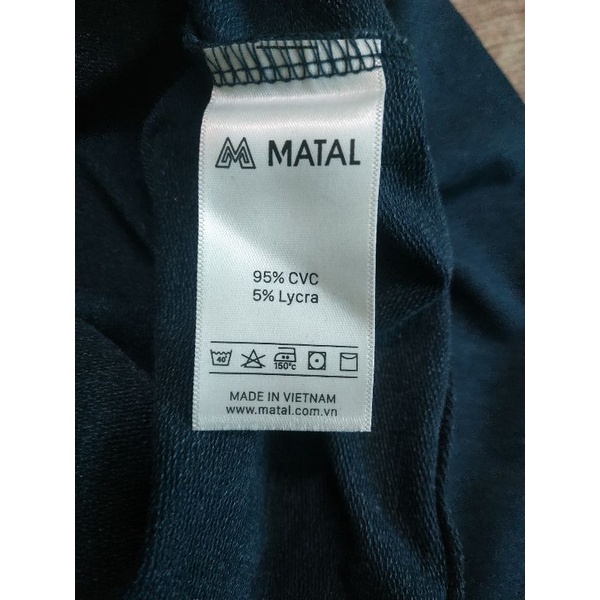 MATAL
95% CVC
5% Lycra
40°
150°c
MADE IN VIETNAM
www.matal.com.vn